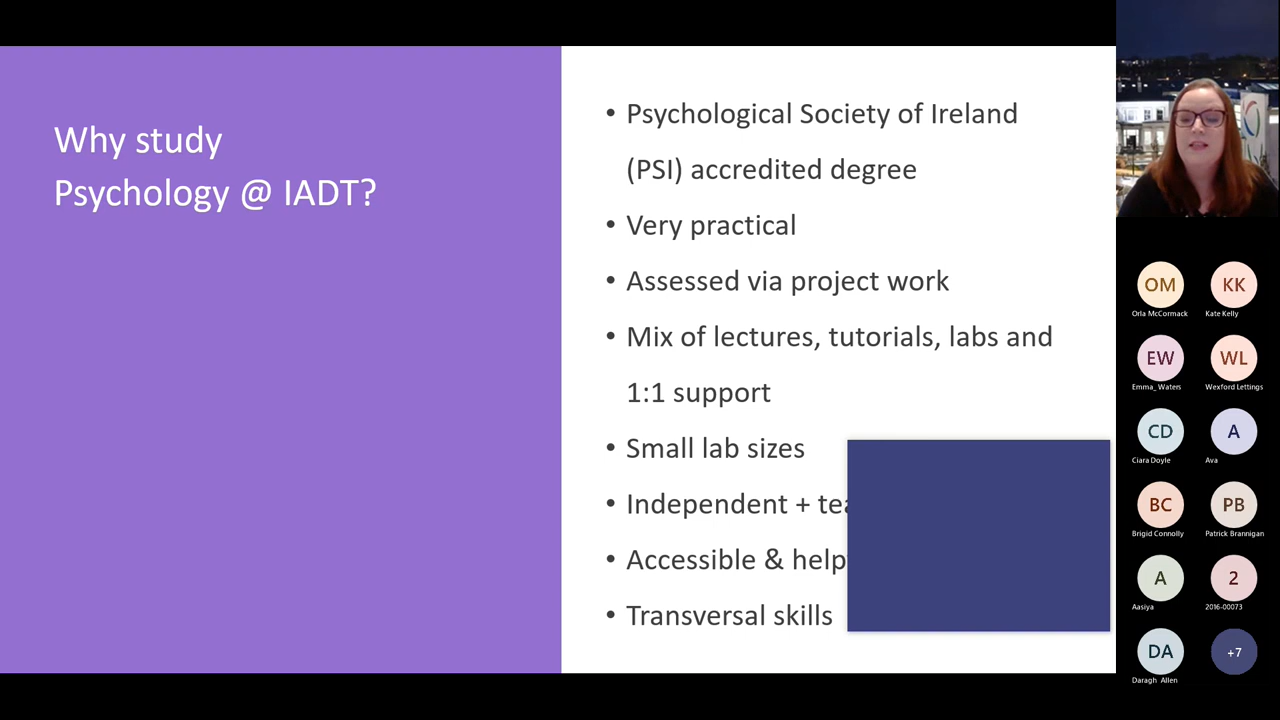 Why study
Psychology @ IADT?
• Psychological Society of Ireland
(PSI) accredited degree
• Very practical
• Assessed via project work
• Mix of lectures, tutorials, labs and
1:1 support
• Small lab sizes
• Independent +
• Accessible &
• Transversal skills
OM
Orla McCormack
KK
Kate Kelly
EW
Emma_ Waters
WL
Wexford Lettings
CD
Ciara Doyle
A
Ava
BC
Brigid Connolly
PB
Patrick Brannigan
A
Aasiya
2
2016-00073
DA
Daragh Allen
+7